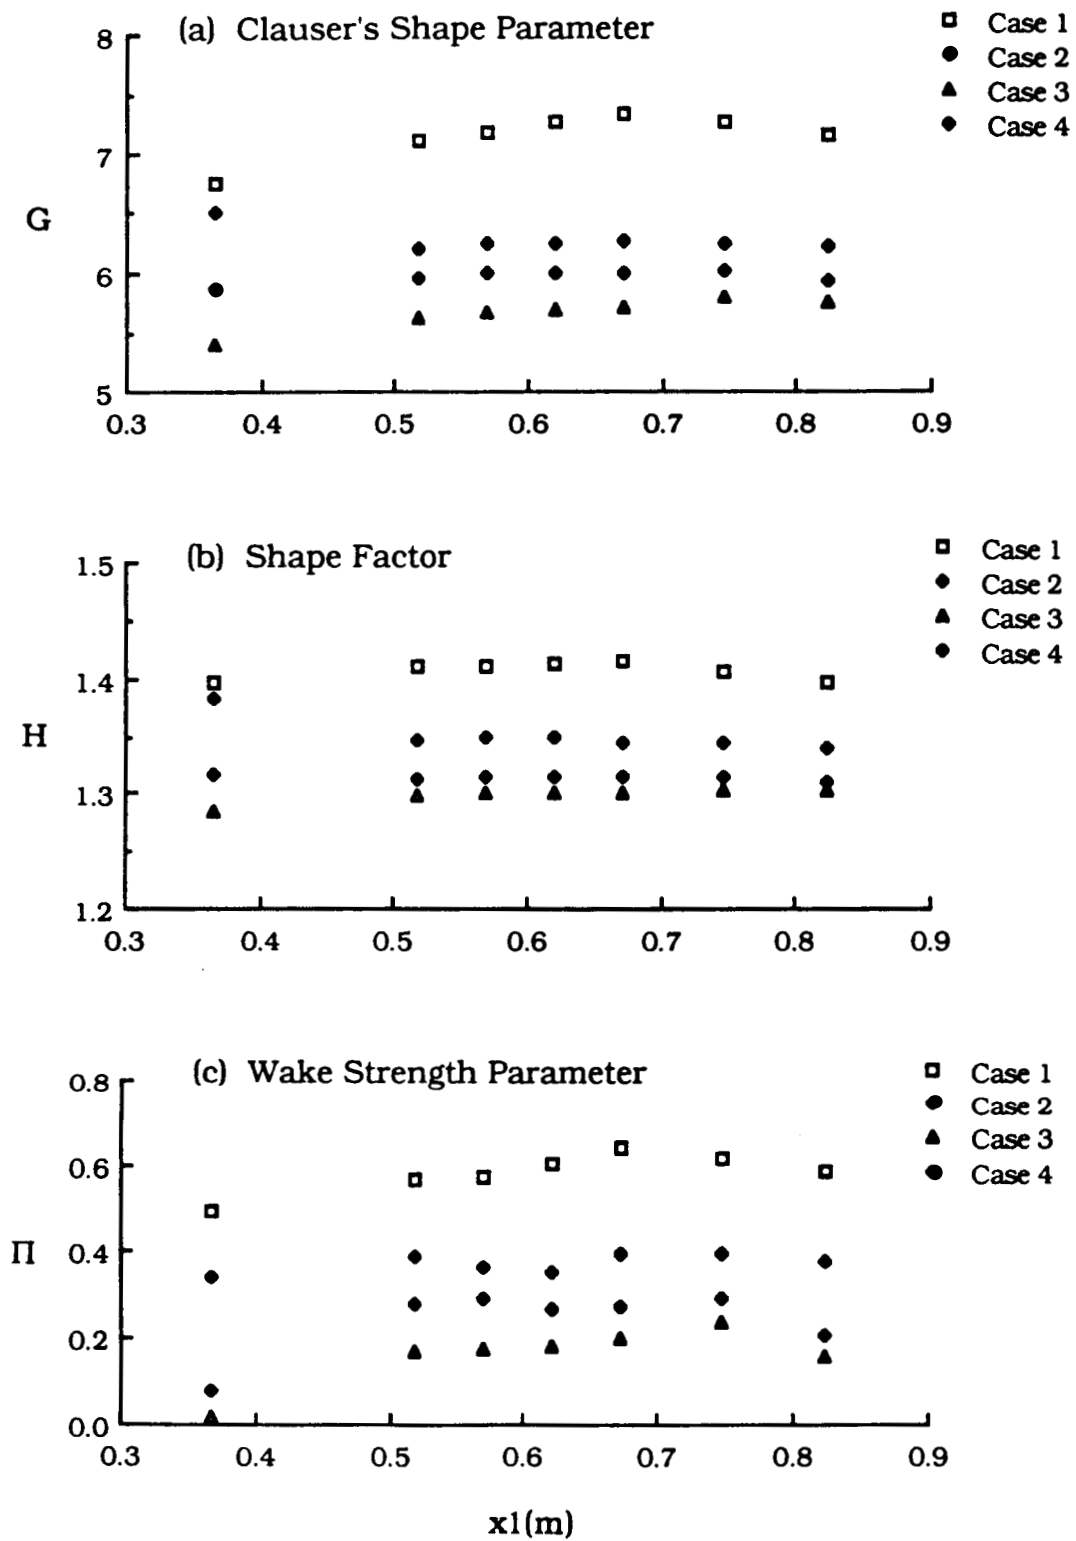 (a) Clauser's Shape Parameter
Case 1
Case 2
Case 3
Case 4
8
7
6
5
G
0.3 0.4 0.5 0.6 0.7 0.8 0.9
(b) Shape Factor
Case 1
Case 2
Case 3
Case 4
1.5
1.4
1.3
1.2
H
0.3 0.4 0.5 0.6 0.7 0.8 0.9
(c) Wake Strength Parameter
Case 1
Case 2
Case 3
Case 4
0.8
0.6
0.4
0.2
0.0
Π
0.3 0.4 0.5 0.6 0.7 0.8 0.9
x1(m)